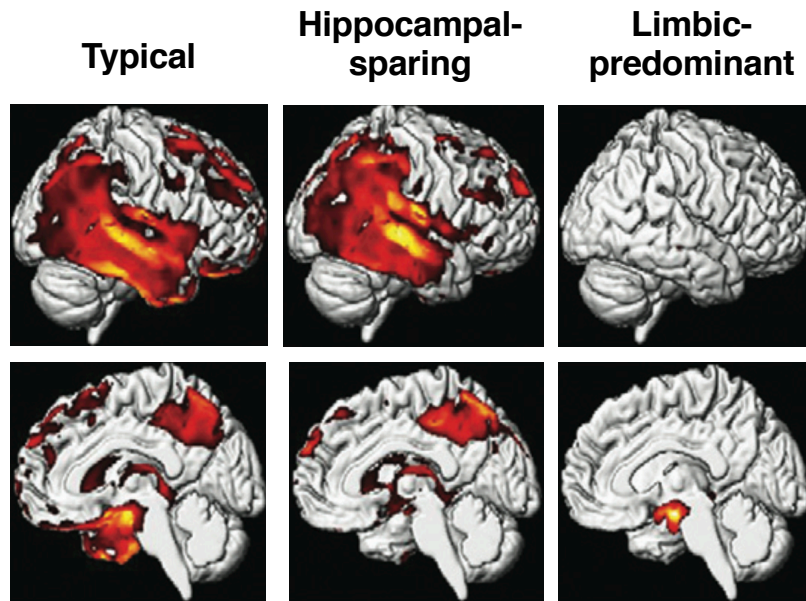 Typical
Hippocampal-
sparing
Limbic-
predominant